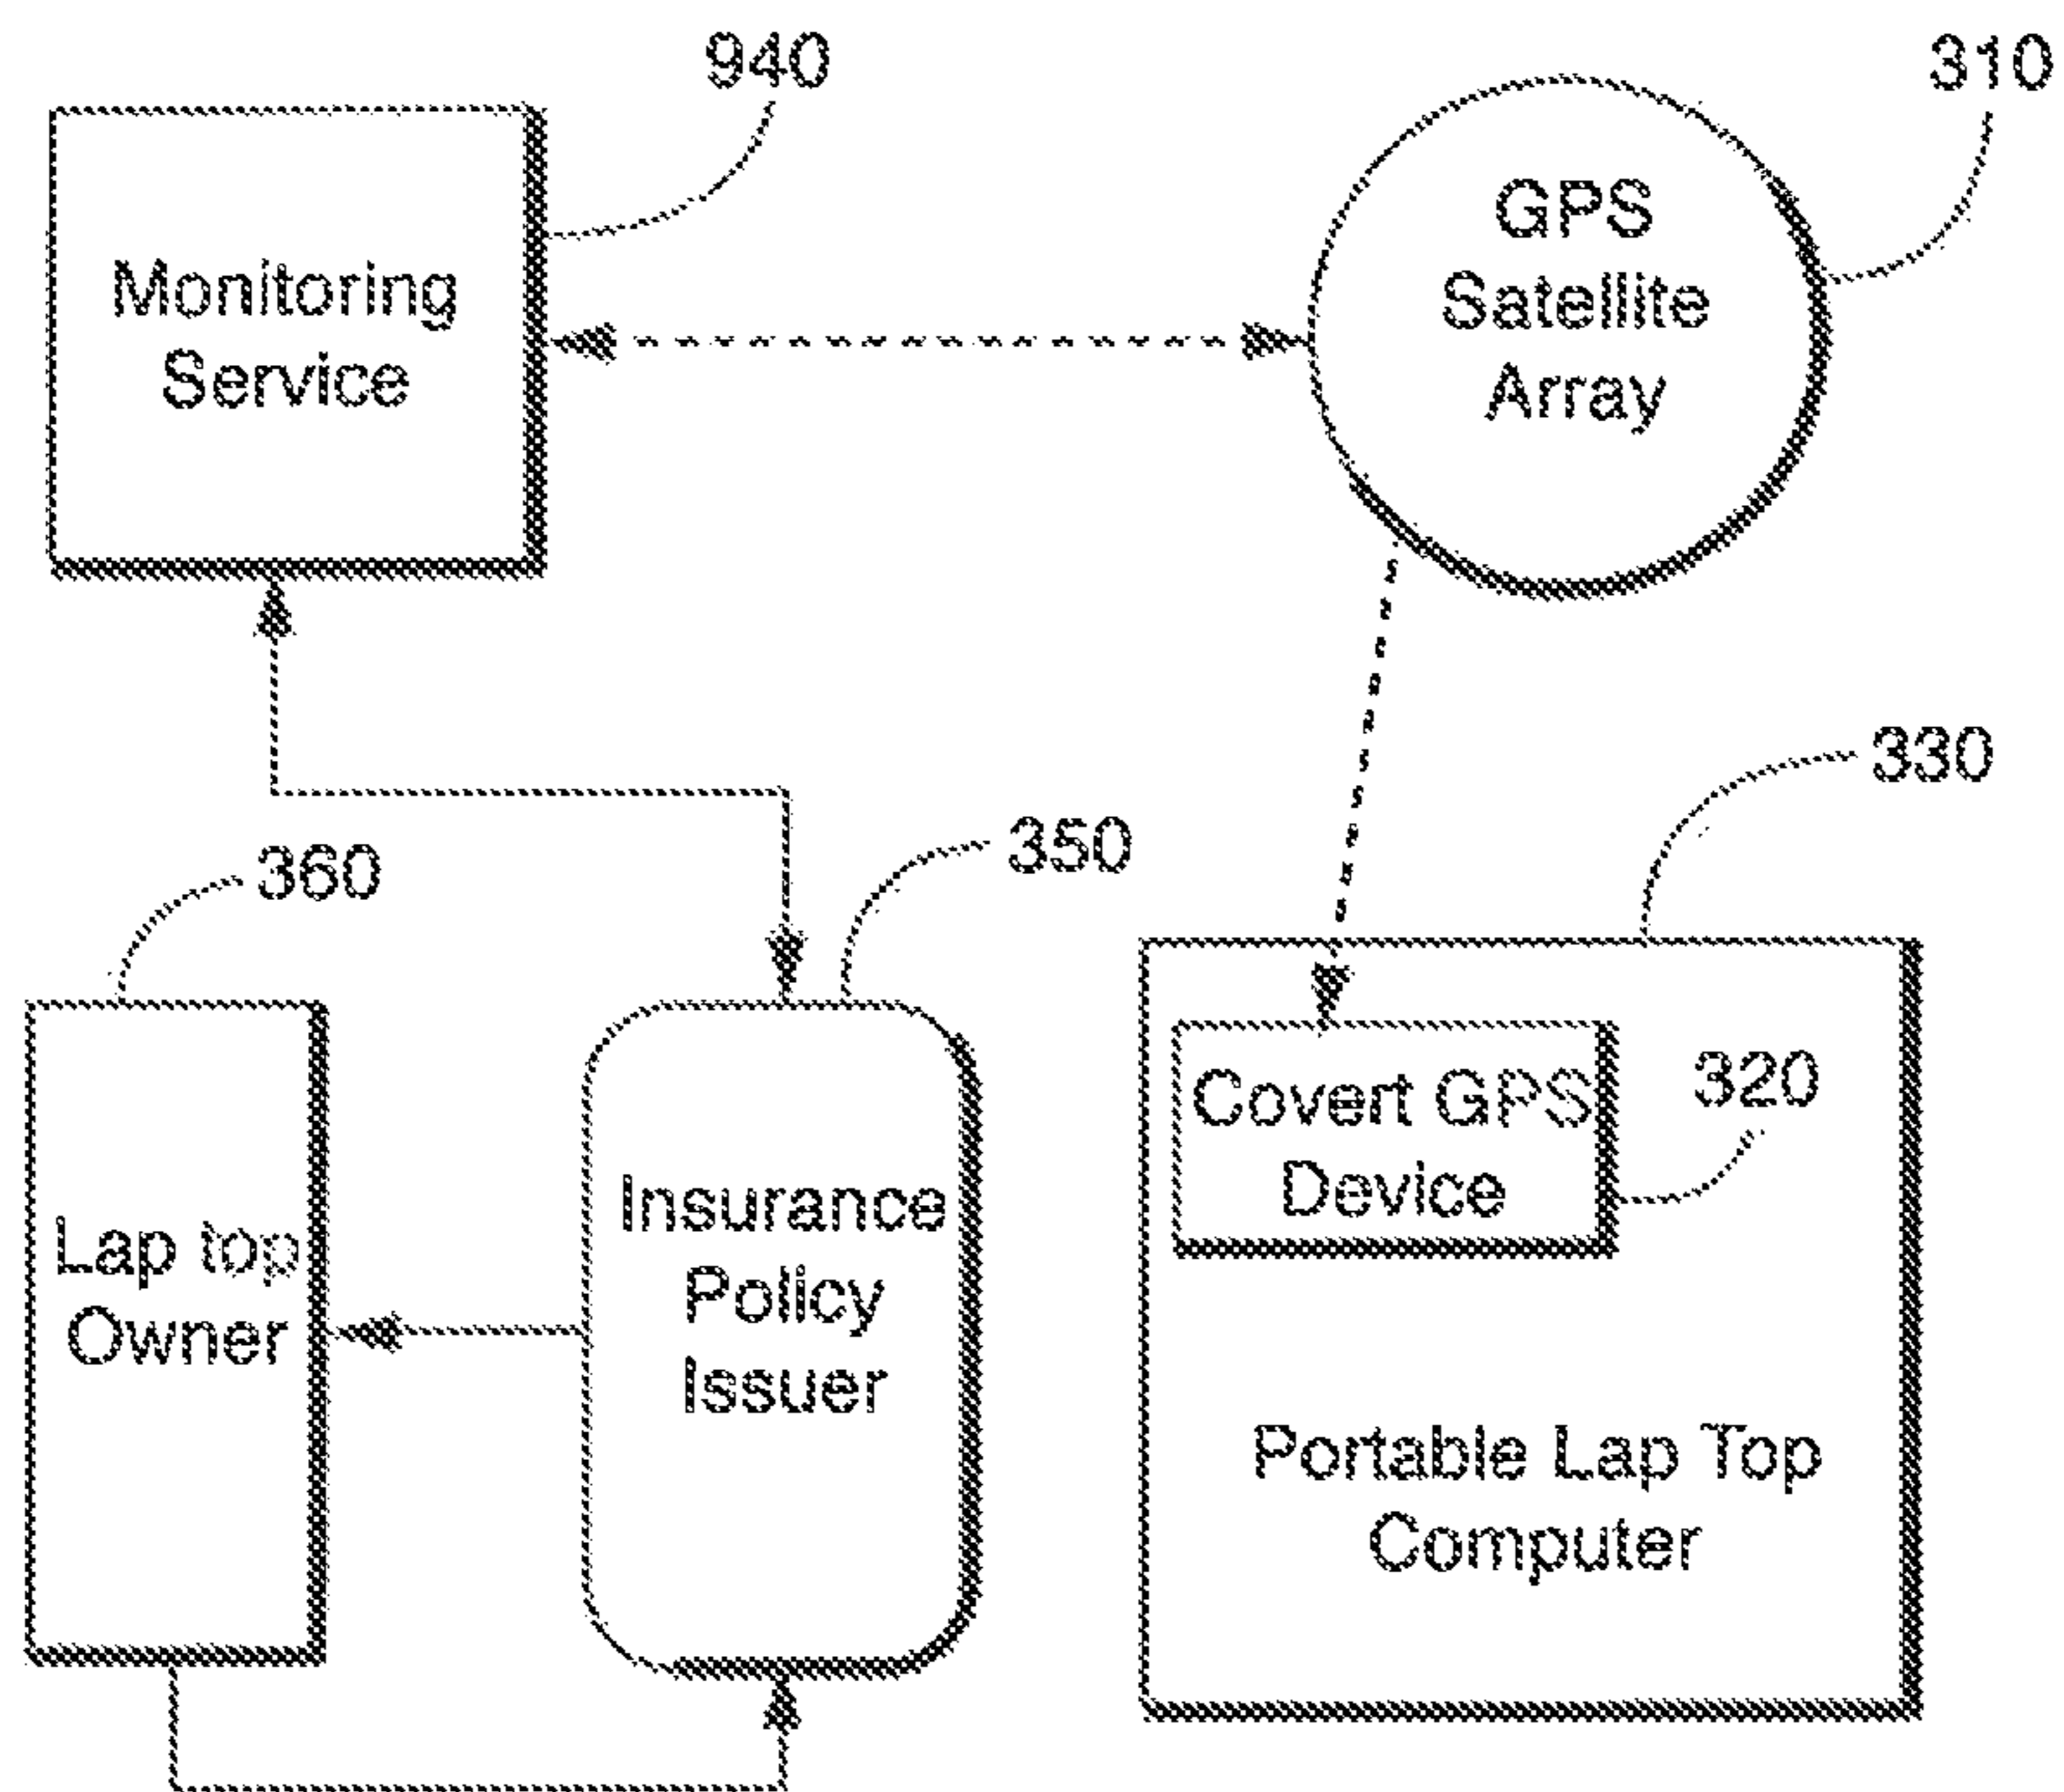 940
310
Monitoring
Service
GPS
Satellite
Array
330
360
350
Covert GPS
Device
320
Lap top
Owner
Insurance
Policy
Issuer
Portable Lap Top
Computer